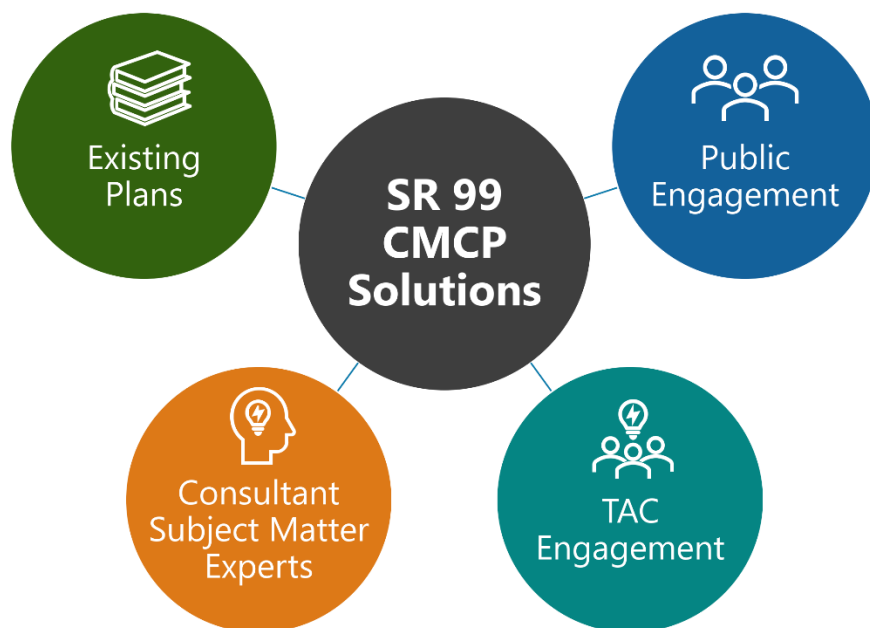 Existing
Plans
Public
Engagement
SR 99
CMCP
Solutions
Consultant
Subject Matter
Experts
TAC
Engagement